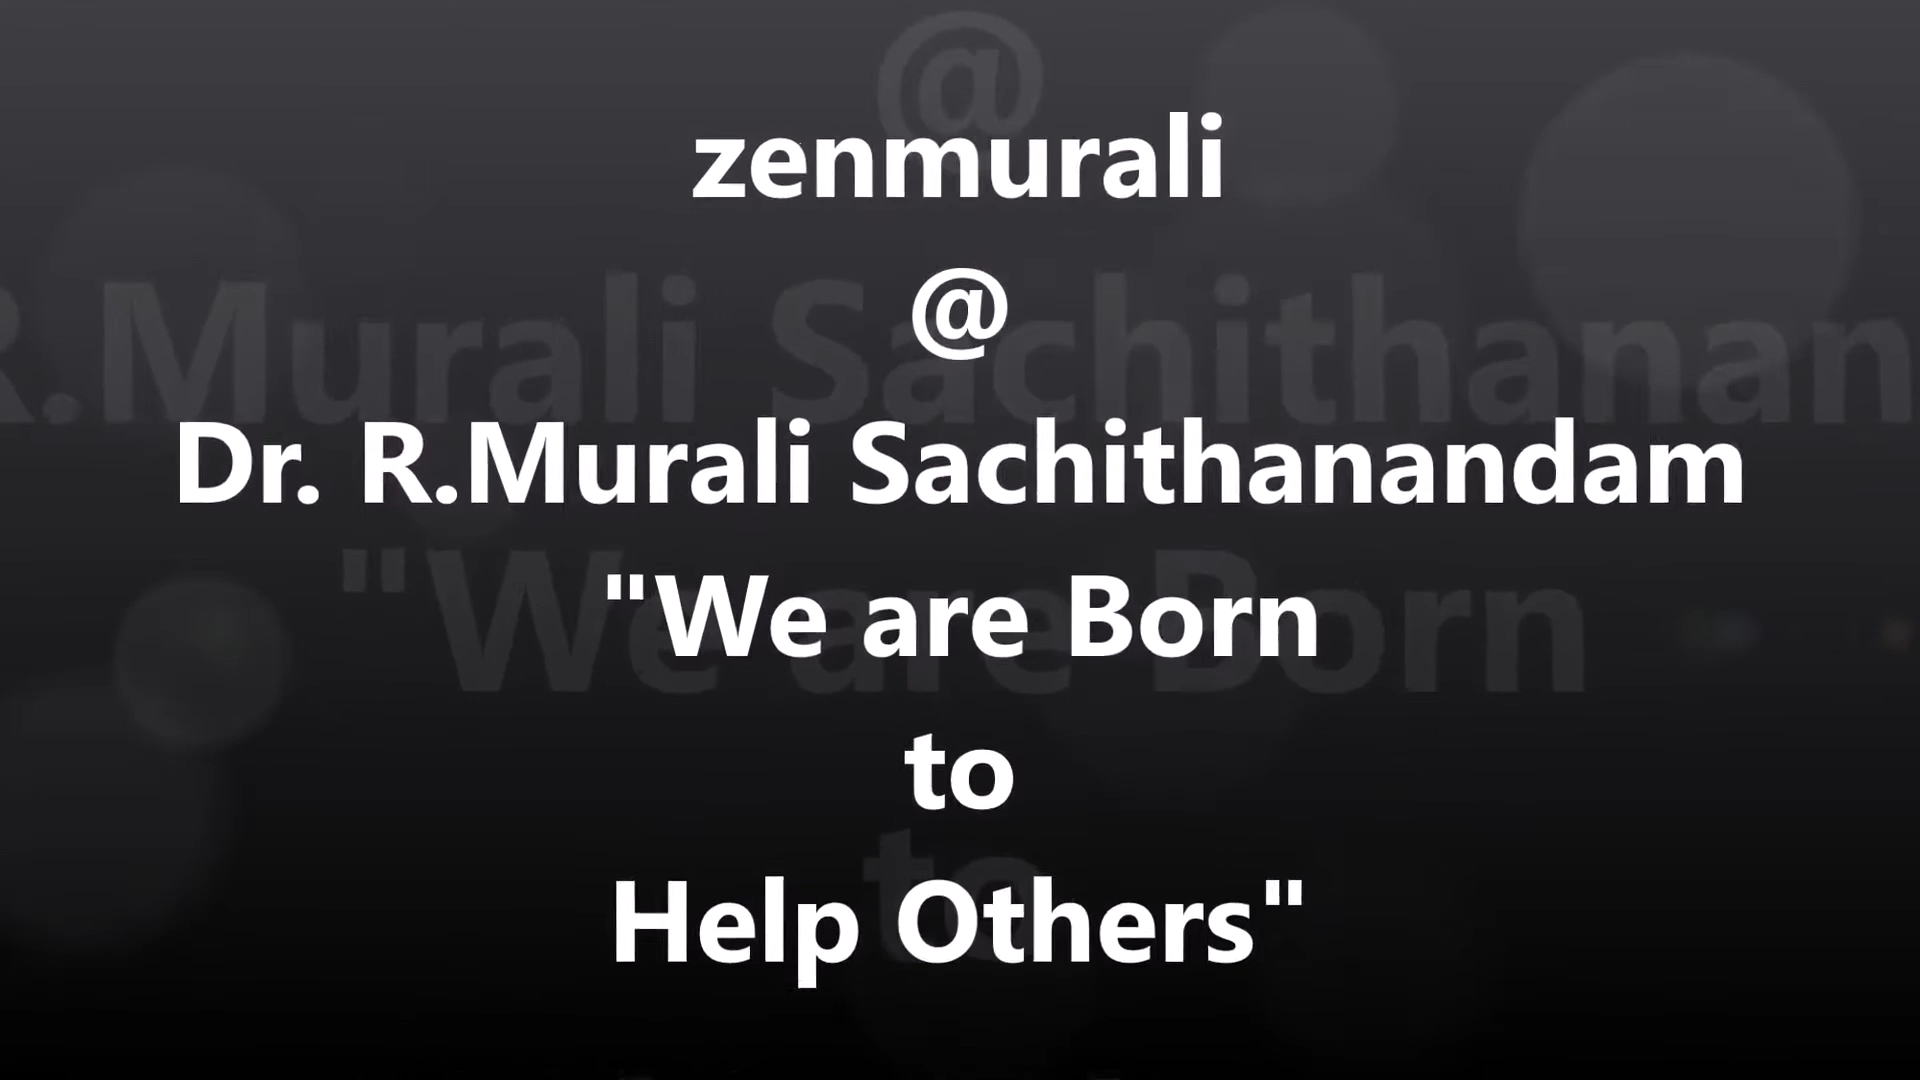 zenmurali
@
Dr. R.Murali Sachithanandam
"We are Born
to
Help Others"